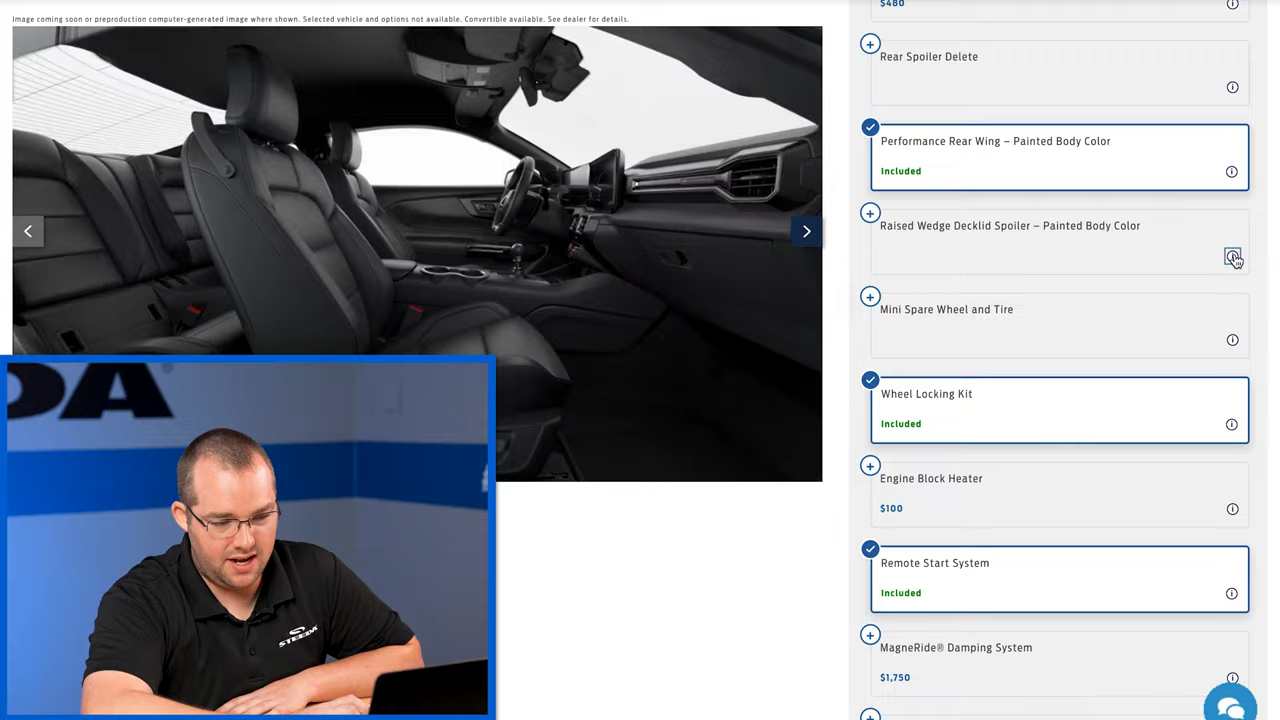 Image coming soon or preproduction computer-generated image where shown. Selected vehicle and options not available. Convertible available. See dealer for details.
$480
Rear Spoiler Delete
Performance Rear Wing – Painted Body Color
Included
Raised Wedge Decklid Spoiler – Painted Body Color
Mini Spare Wheel and Tire
Wheel Locking Kit
Included
Engine Block Heater
$100
Remote Start System
Included
MagneRide® Damping System
$1,750
DA®
STEEDA